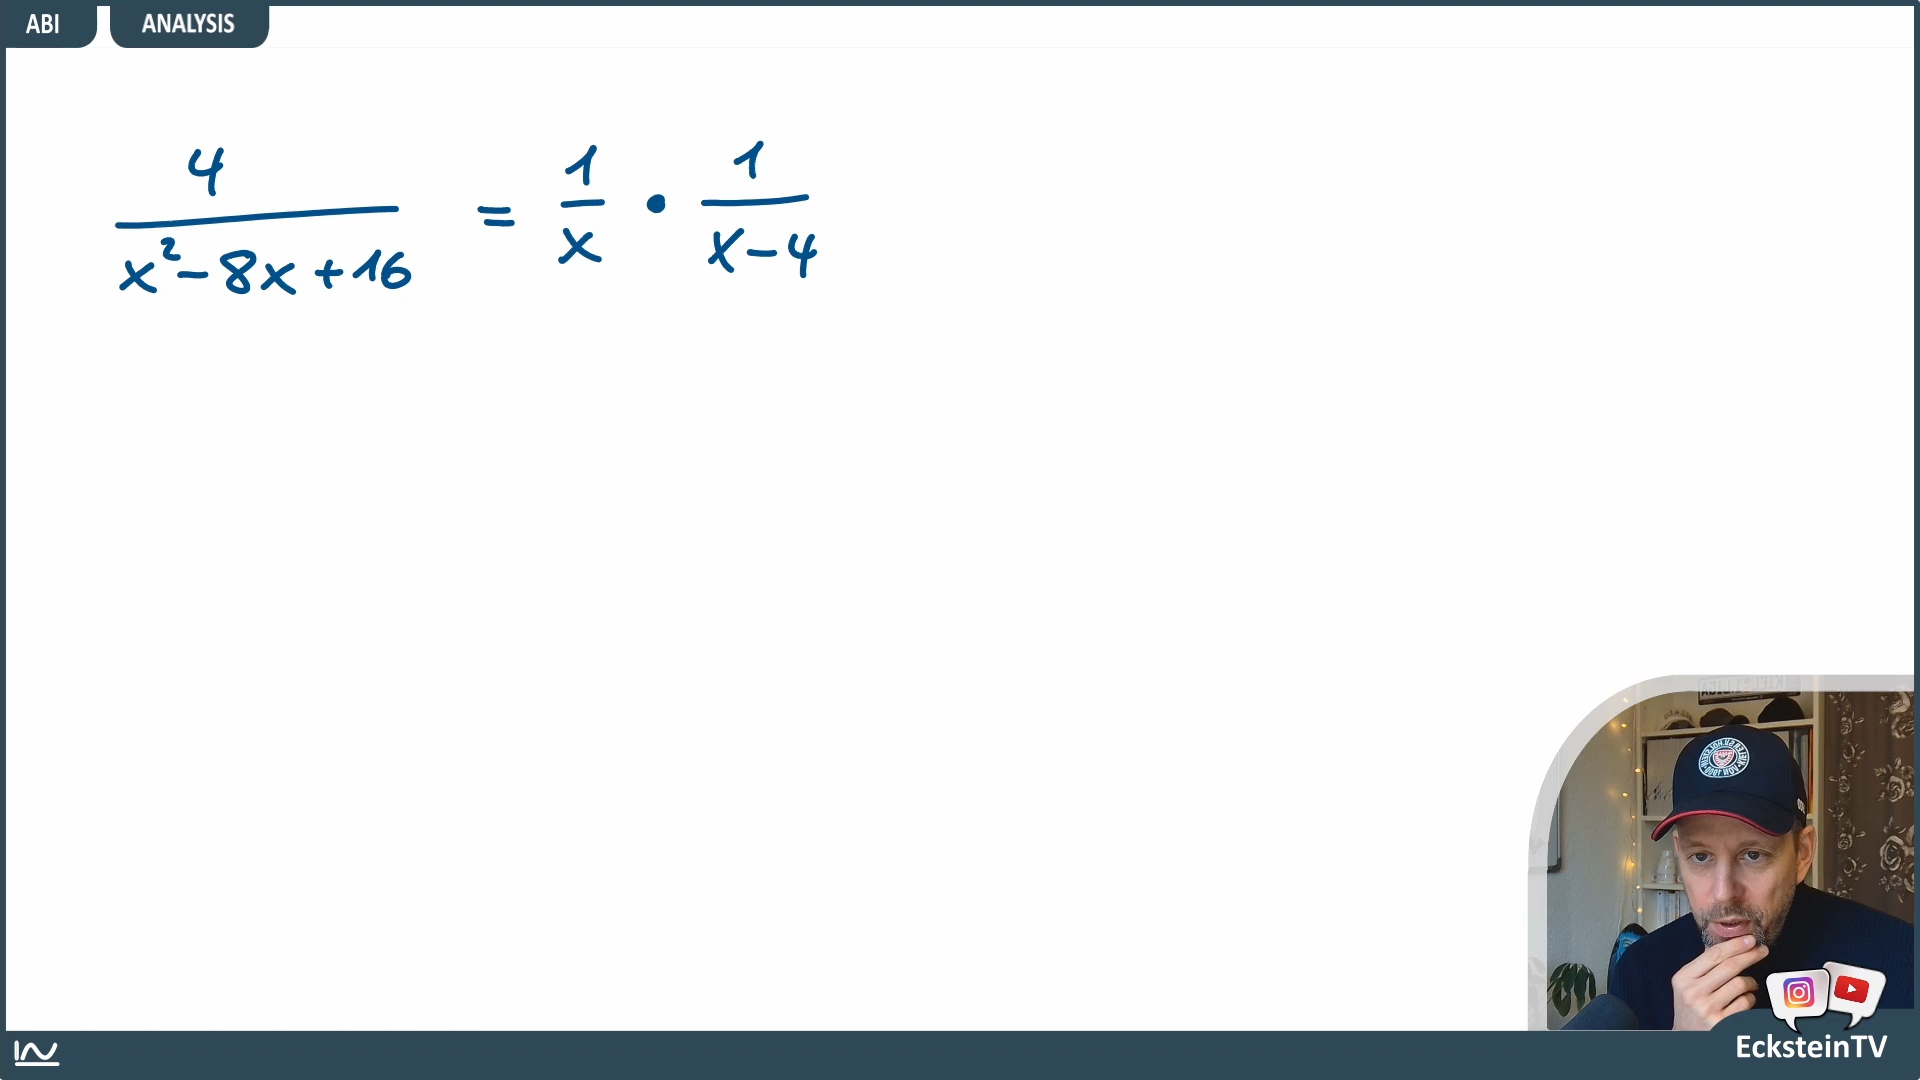 ABI
ANALYSIS
4 / (x² - 8x + 16) = 1/x • 1/(x - 4)
EcksteinTV